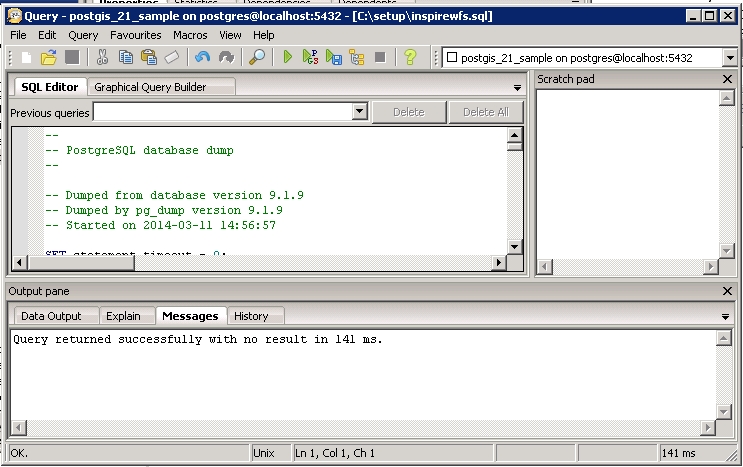 Query - postgis_21_sample on postgres@localhost:5432 - [C:\setup\inspirewfs.sql]
File Edit Query Favourites Macros View Help
postgis_21_sample on postgres@localhost:5432
SQL Editor Graphical Query Builder
Scratch pad
Previous queries Delete Delete All
--
-- PostgreSQL database dump
--
-- Dumped from database version 9.1.9
-- Dumped by pg_dump version 9.1.9
-- Started on 2014-03-11 14:56:57
SET statement_timeout = 0;
Output pane
Data Output Explain Messages History
Query returned successfully with no result in 141 ms.
OK. Unix Ln 1, Col 1, Ch 1 141 ms